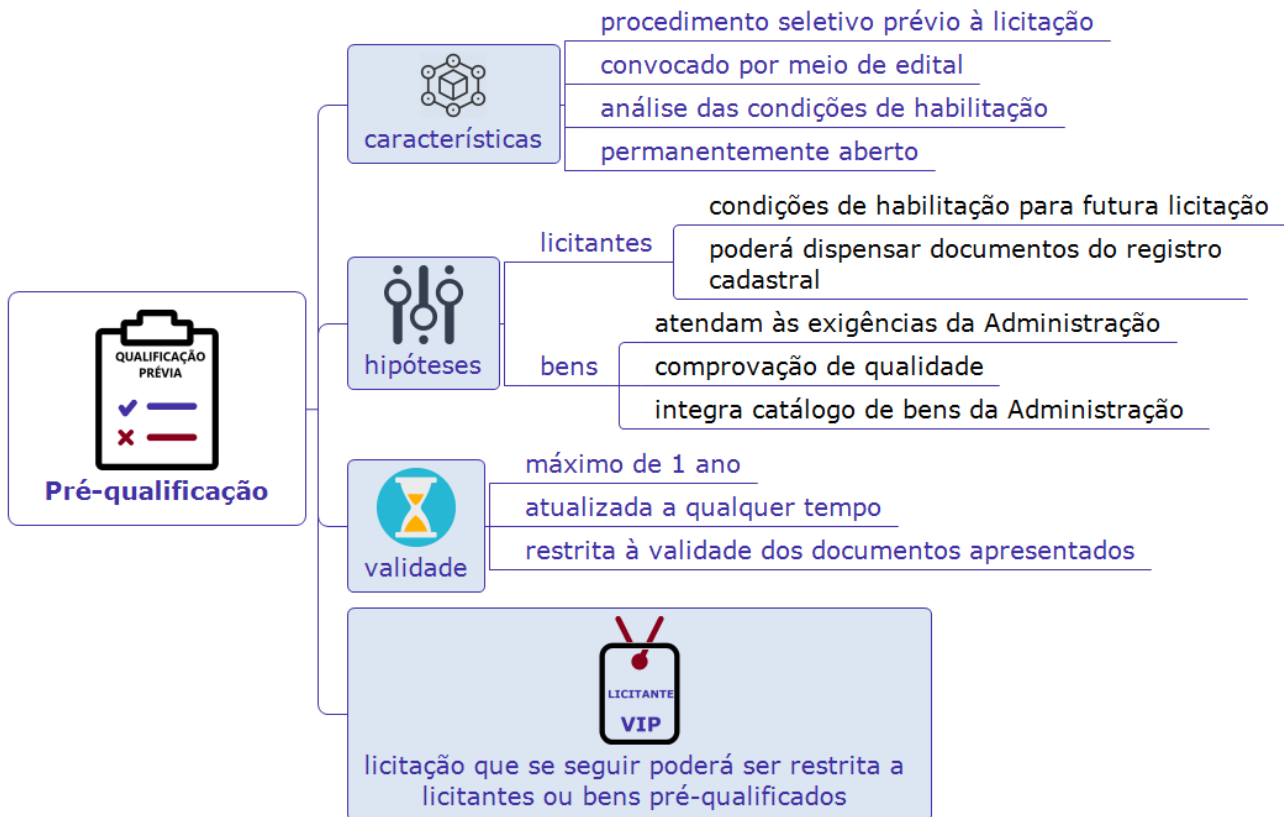 procedimento seletivo prévio à licitação
convocado por meio de edital
análise das condições de habilitação
permanentemente aberto
características
condições de habilitação para futura licitação
licitantes
poderá dispensar documentos do registro
cadastral
atendam às exigências da Administração
hipóteses
bens
comprovação de qualidade
integra catálogo de bens da Administração
QUALIFICAÇÃO
PRÉVIA
Pré-qualificação
máximo de 1 ano
atualizada a qualquer tempo
restrita à validade dos documentos apresentados
validade
LICITANTE
VIP
licitação que se seguir poderá ser restrita a
licitantes ou bens pré-qualificados